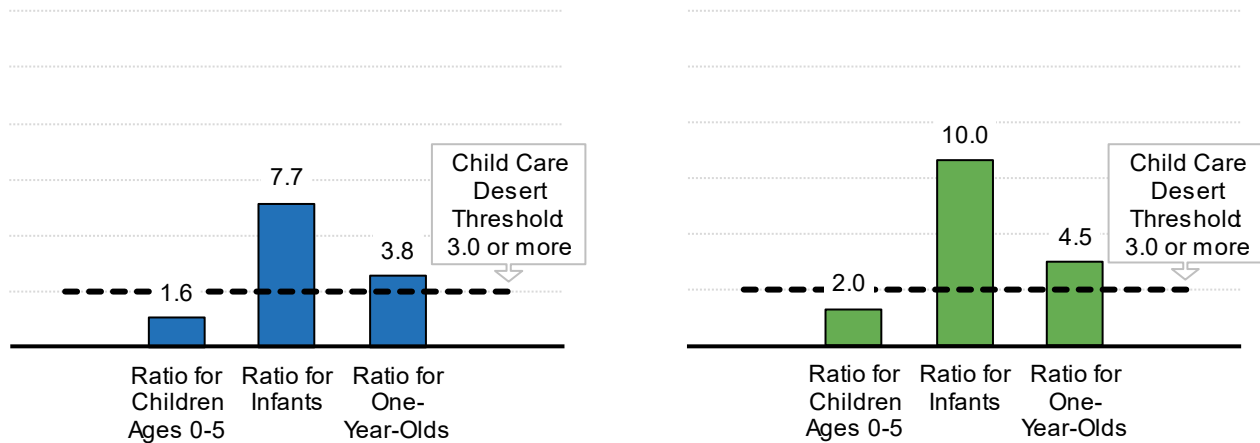 7.7
3.8
1.6
Child Care
Desert
Threshold:
3.0 or more
Ratio for
Children
Ages 0-5
Ratio for
Infants
Ratio for
One-
Year-Olds
10.0
4.5
2.0
Child Care
Desert
Threshold:
3.0 or more
Ratio for
Children
Ages 0-5
Ratio for
Infants
Ratio for
One-
Year-Olds